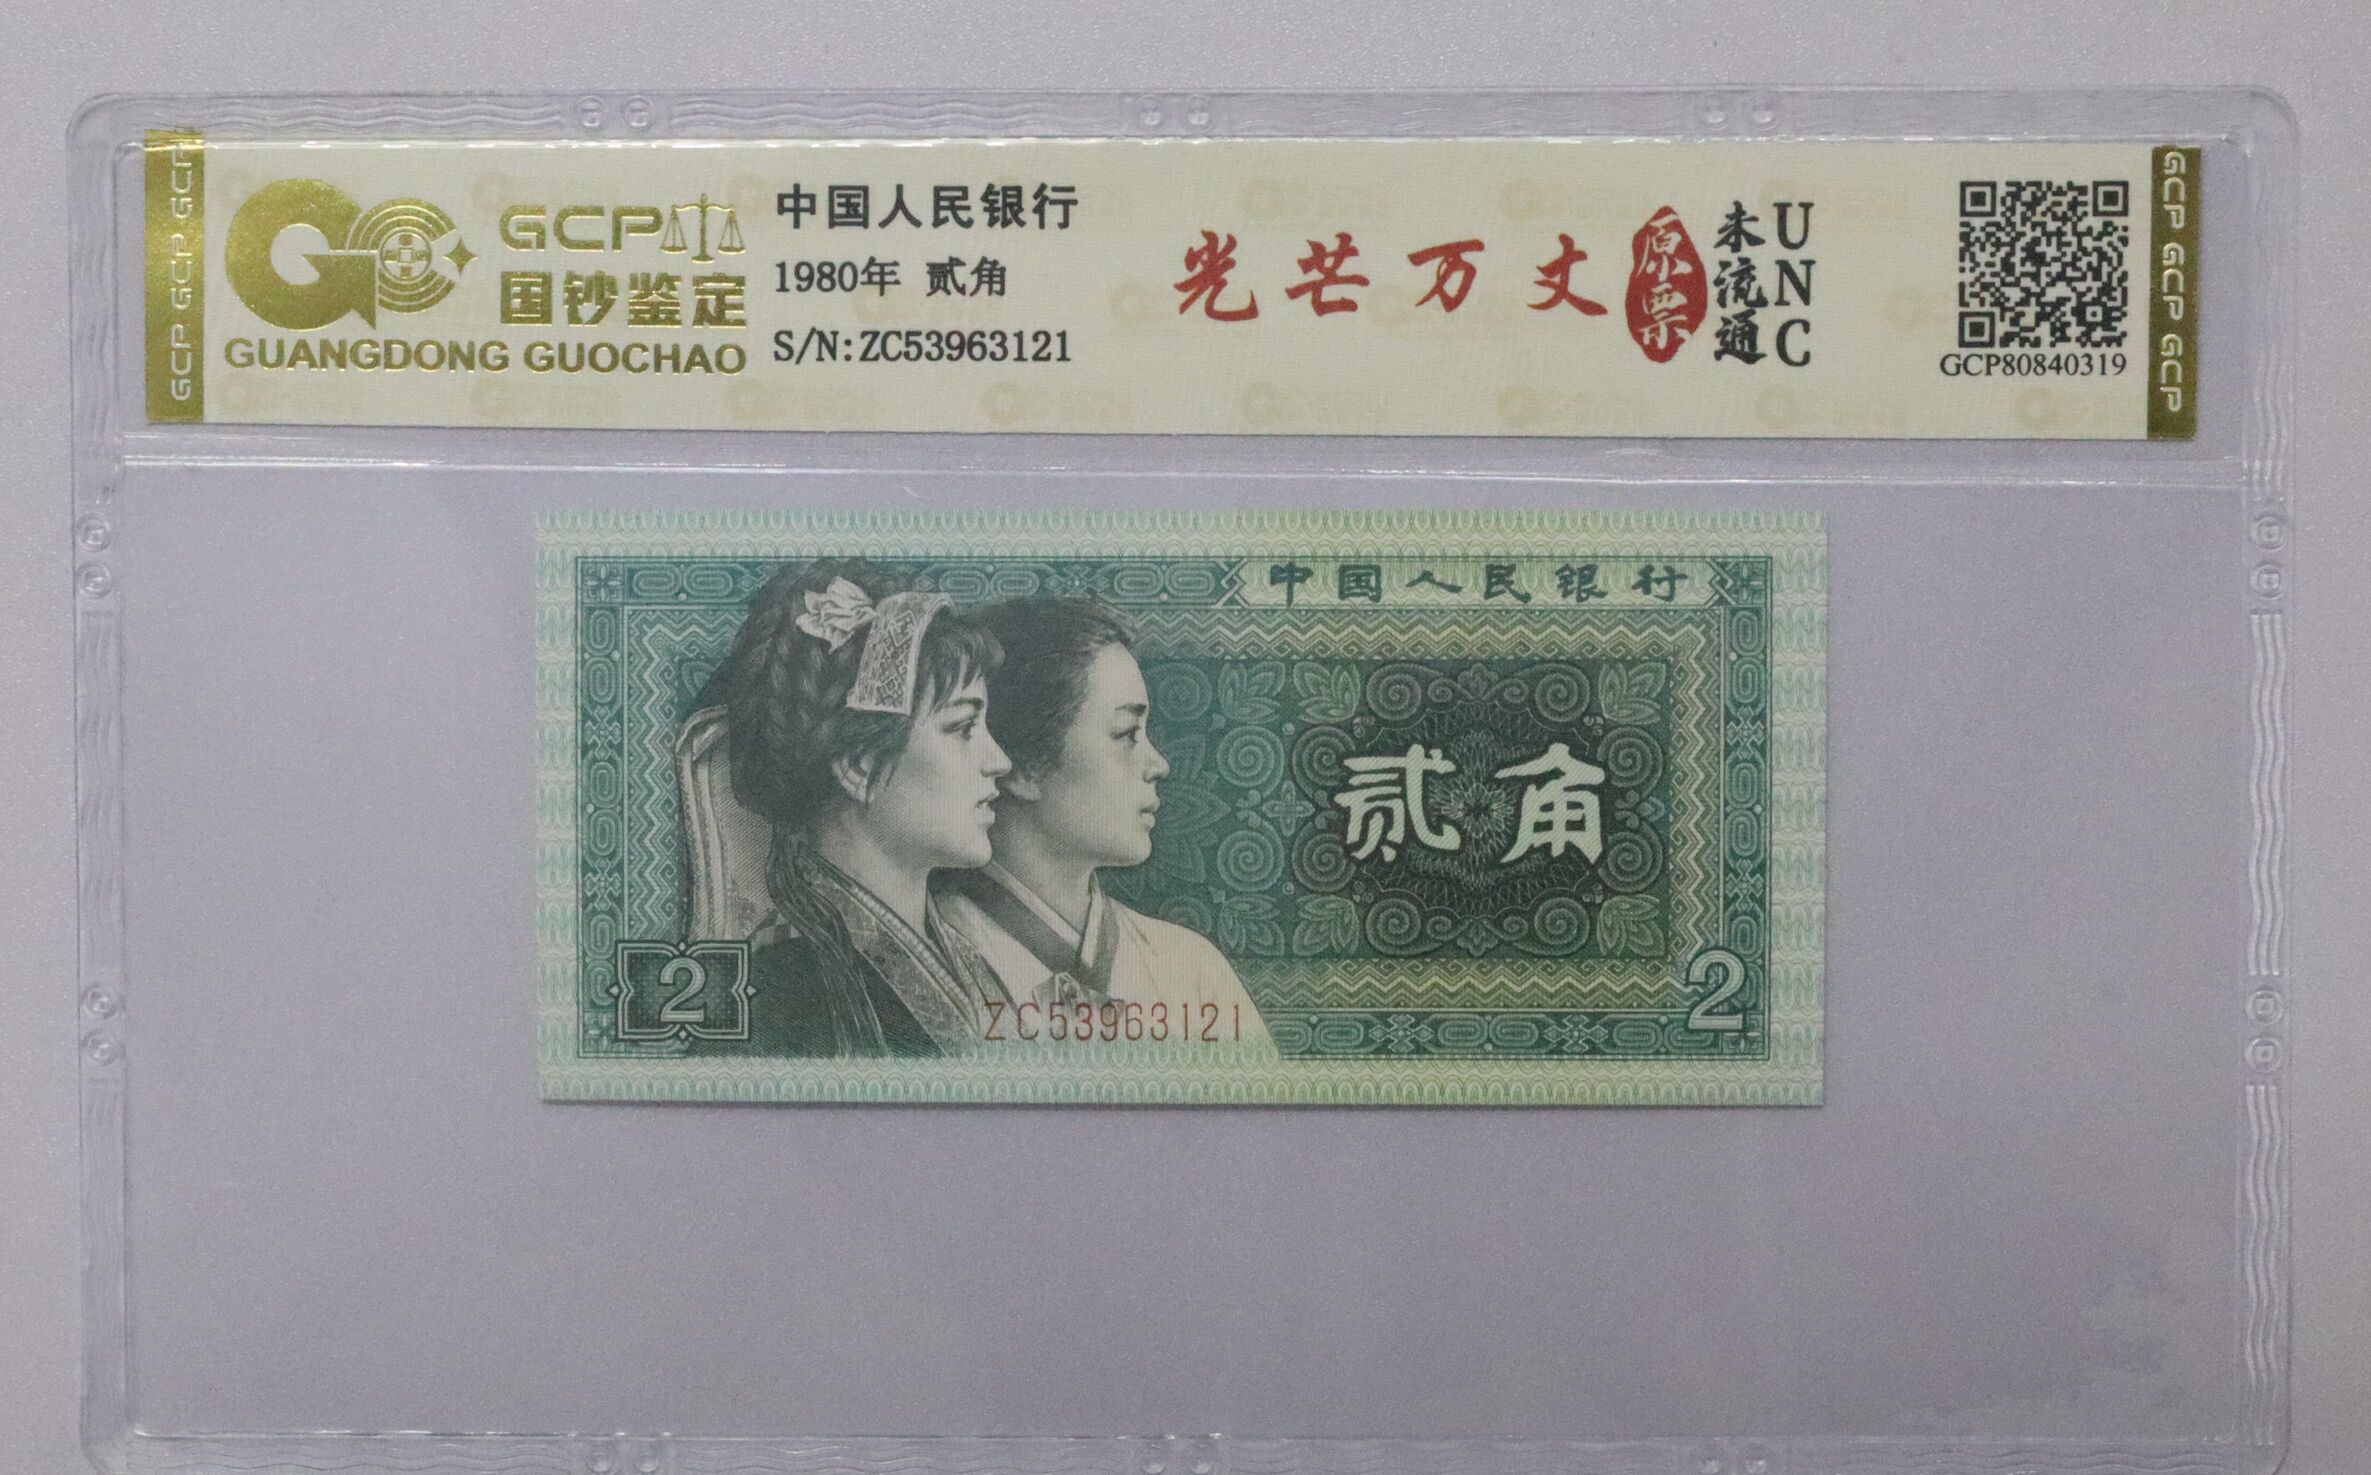 GCP GCP GCP
GCP
国钞鉴定
GUANGDONG GUOCHAO
中国人民银行
1980年 贰角
S/N:ZC53963121
光芒万丈
原票
未流通
UNC
GCP80840319
GCP GCP GCP
中国人民银行
贰角
2
ZC53963121
2